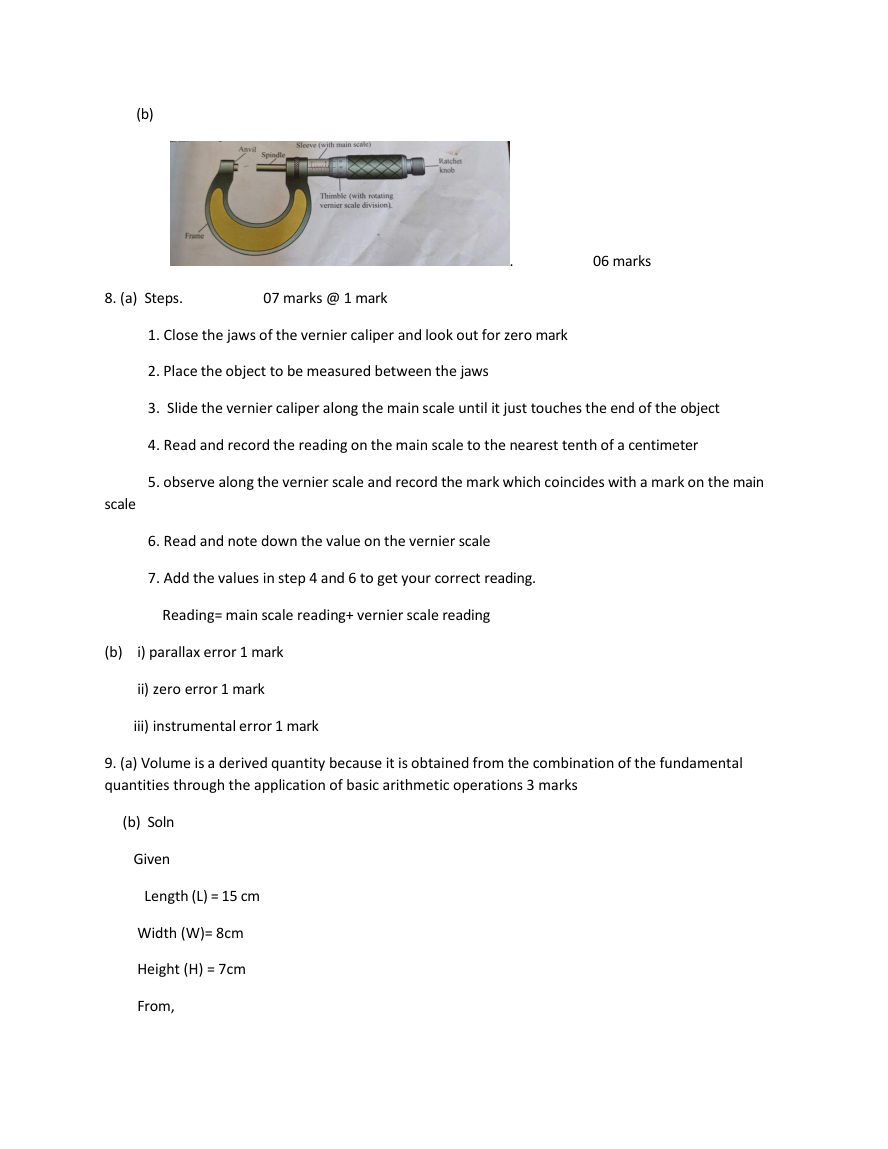 (b)
Sleeve (with main scale)
Anvil
Spindle
Ratchet
knob
Thimble (with rotating
vernier scale division).
Frame
. 06 marks
8. (a) Steps. 07 marks @ 1 mark
1. Close the jaws of the vernier caliper and look out for zero mark
2. Place the object to be measured between the jaws
3. Slide the vernier caliper along the main scale until it just touches the end of the object
4. Read and record the reading on the main scale to the nearest tenth of a centimeter
5. observe along the vernier scale and record the mark which coincides with a mark on the main
scale
6. Read and note down the value on the vernier scale
7. Add the values in step 4 and 6 to get your correct reading.
Reading= main scale reading+ vernier scale reading
(b) i) parallax error 1 mark
ii) zero error 1 mark
iii) instrumental error 1 mark
9. (a) Volume is a derived quantity because it is obtained from the combination of the fundamental
quantities through the application of basic arithmetic operations 3 marks
(b) Soln
Given
Length (L) = 15 cm
Width (W)= 8cm
Height (H) = 7cm
From,